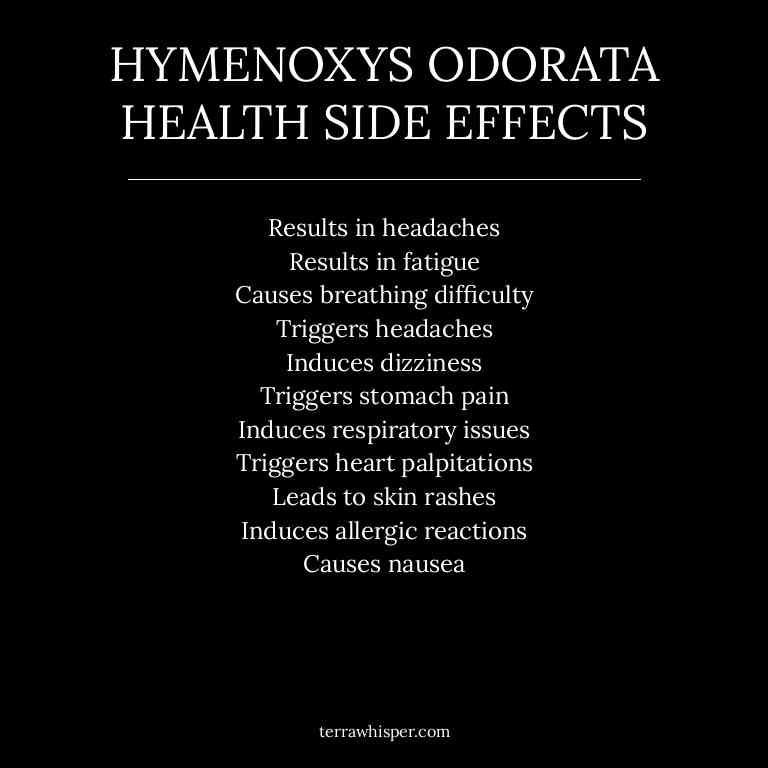 HYMENOXYS ODORATA
HEALTH SIDE EFFECTS
Results in headaches
Results in fatigue
Causes breathing difficulty
Triggers headaches
Induces dizziness
Triggers stomach pain
Induces respiratory issues
Triggers heart palpitations
Leads to skin rashes
Induces allergic reactions
Causes nausea
terrawhisper.com